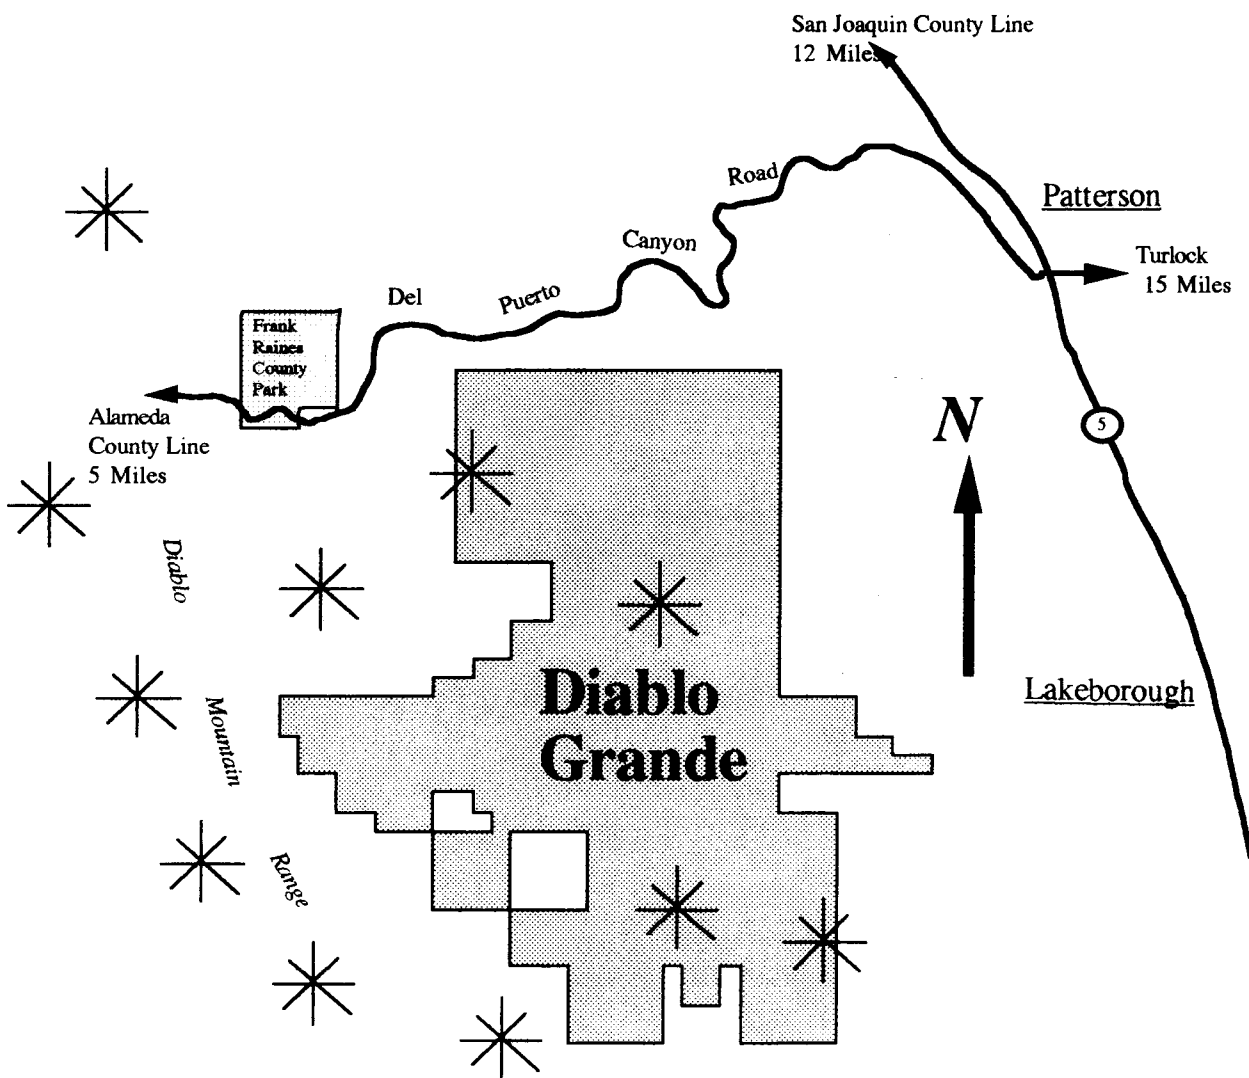 San Joaquin County Line
12 Miles
Road
Patterson
Canyon
Turlock
15 Miles
Del
Puerto
Frank
Raines
County
Park
Alameda
County Line
5 Miles
N
5
Diablo
Mountain
Range
Diablo
Grande
Lakeborough